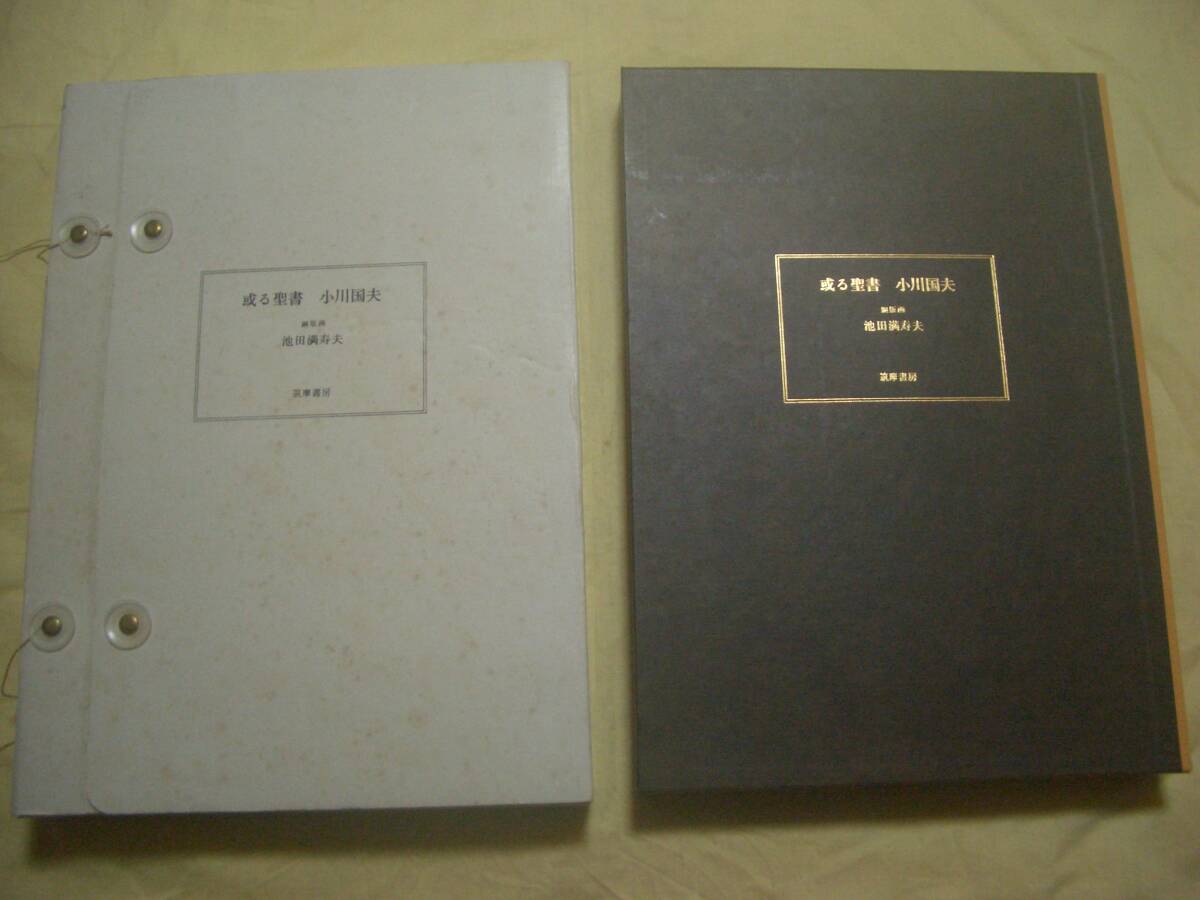 或る聖書　小川国夫
銅版画
池田満寿夫
筑摩書房
或る聖書　小川国夫
銅版画
池田満寿夫
筑摩書房